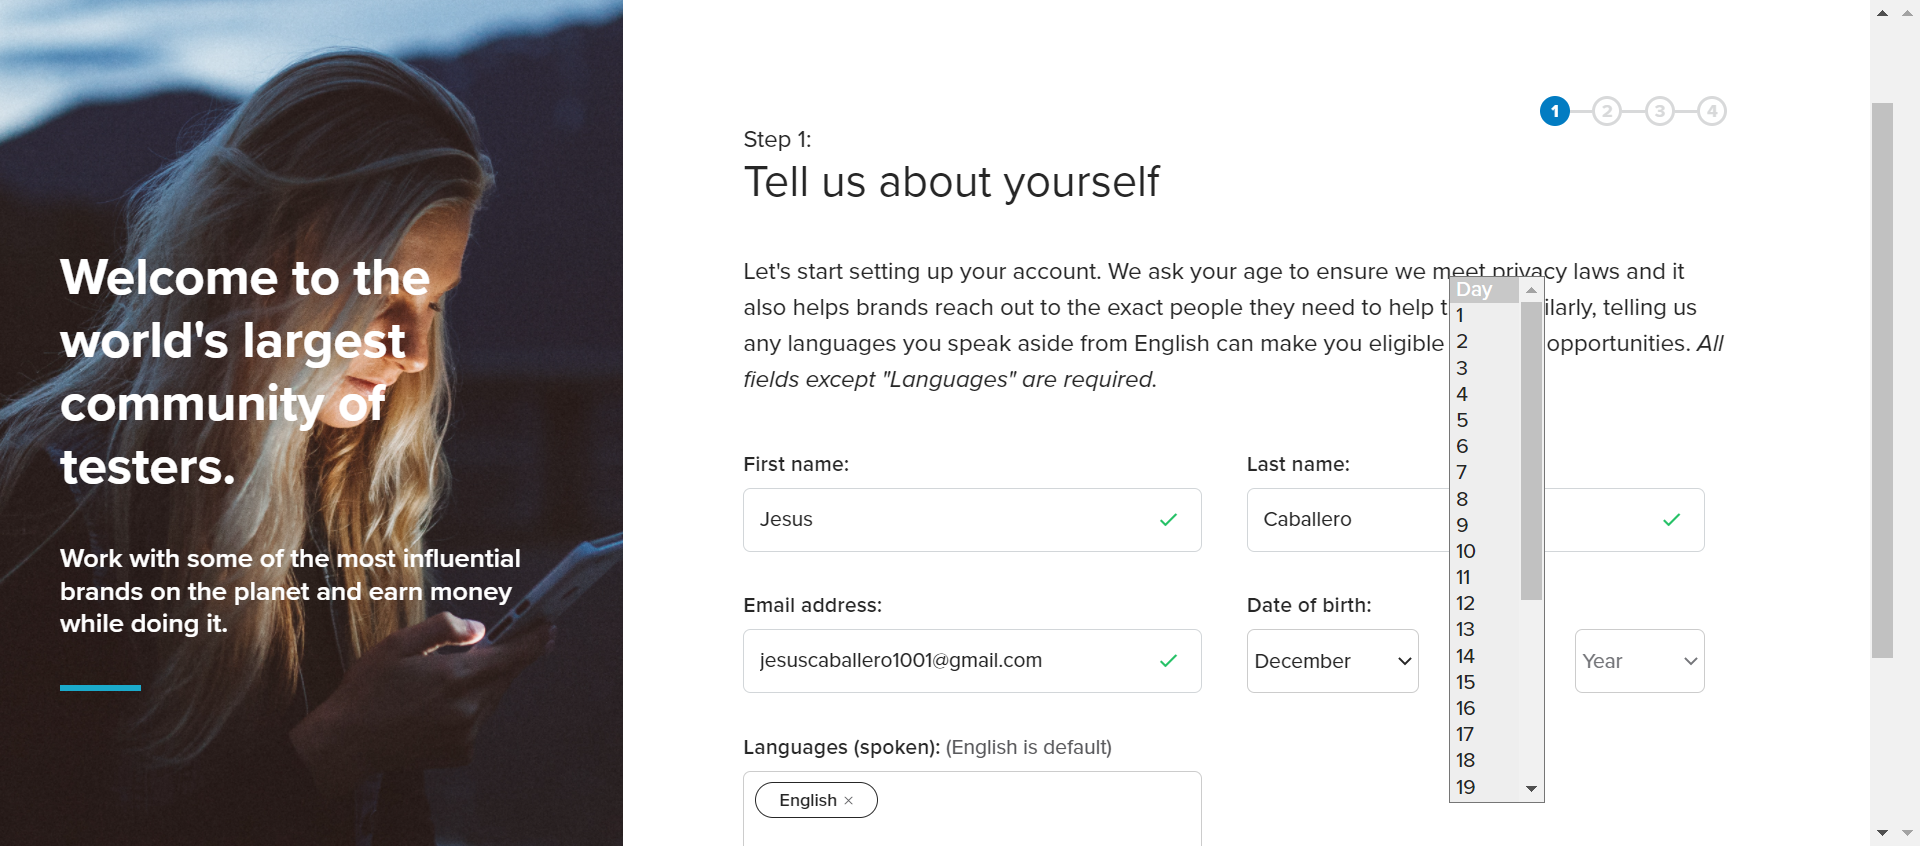 Welcome to the
world's largest
community of
testers.
Work with some of the most influential
brands on the planet and earn money
while doing it.
1 2 3 4
Step 1:
Tell us about yourself
Let's start setting up your account. We ask your age to ensure we meet privacy laws and it
also helps brands reach out to the exact people they need to help telling us
any languages you speak aside from English can make you eligible opportunities. All
fields except "Languages" are required.
First name:
Jesus
Last name:
Caballero
Email address:
jesuscaballero1001@gmail.com
Date of birth:
December
Day
1
2
3
4
5
6
7
8
9
10
11
12
13
14
15
16
17
18
19
Year
Languages (spoken): (English is default)
English ×